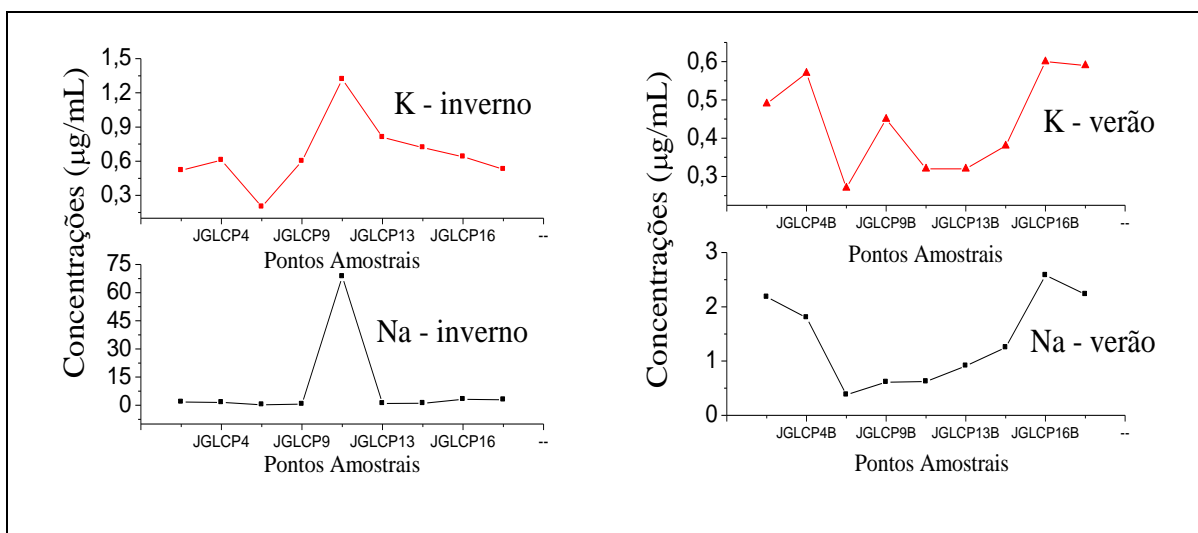 Concentrações (µg/mL)
1,5
1,2
0,9
0,6
0,3
K - inverno
JGLCP4 JGLCP9 JGLCP13 JGLCP16 --
Pontos Amostrais
75
60
45
30
15
0
Na - inverno
JGLCP4 JGLCP9 JGLCP13 JGLCP16 --
Pontos Amostrais
Concentrações (µg/mL)
0,6
0,5
0,4
0,3
K - verão
JGLCP4B JGLCP9B JGLCP13B JGLCP16B --
Pontos Amostrais
3
2
1
0
Na - verão
JGLCP4B JGLCP9B JGLCP13B JGLCP16B --
Pontos Amostrais